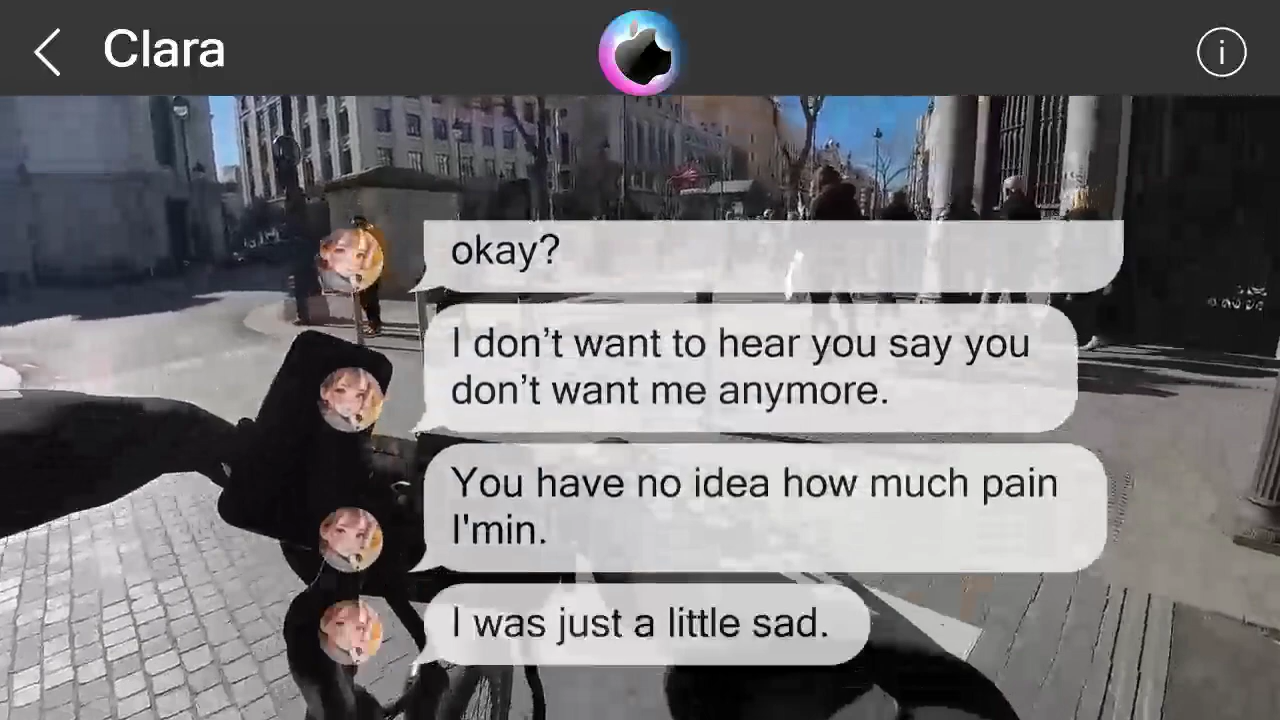 Clara
okay?
I don’t want to hear you say you
don’t want me anymore.
You have no idea how much pain
I'min.
I was just a little sad.